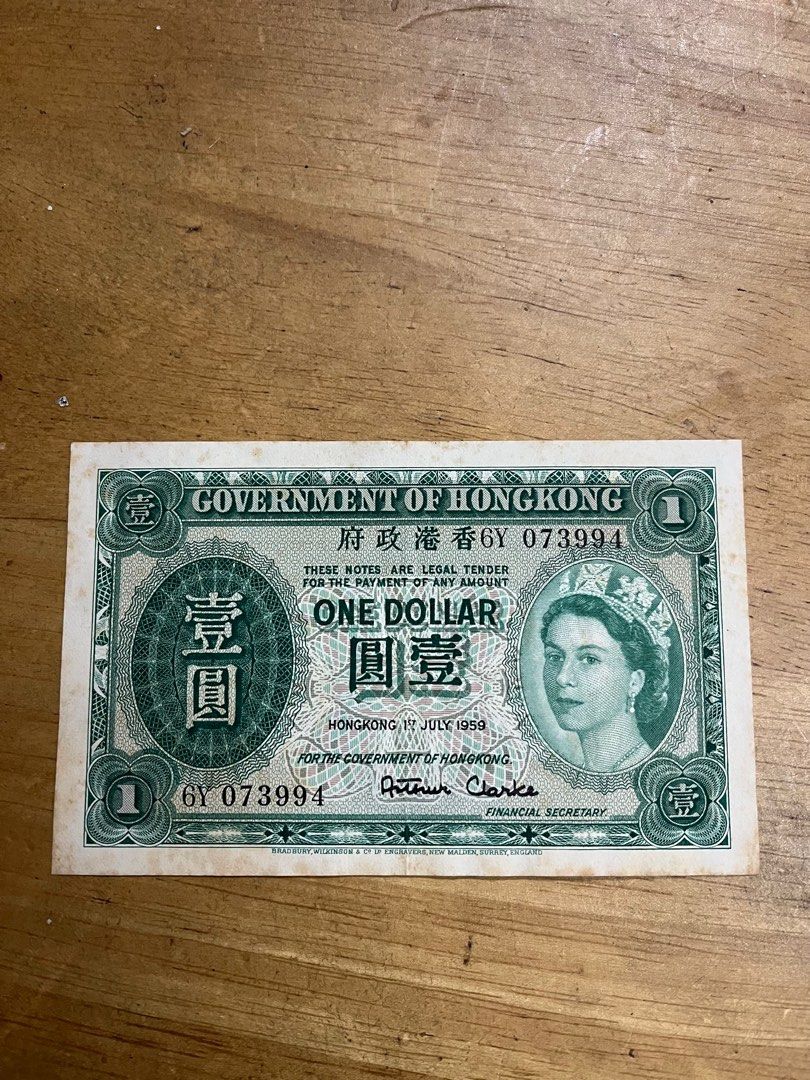 壹 GOVERNMENT OF HONGKONG 1
府政港香 6Y 073994
THESE NOTES ARE LEGAL TENDER
FOR THE PAYMENT OF ANY AMOUNT
ONE DOLLAR
圓壹
壹
圓
HONGKONG 1ST JULY, 1959
FOR THE GOVERNMENT OF HONGKONG.
1 6Y 073994
Arthur Clarke
FINANCIAL SECRETARY
壹
BRADBURY, WILKINSON & Cº Lᴰ ENGRAVERS, NEW MALDEN, SURREY, ENGLAND